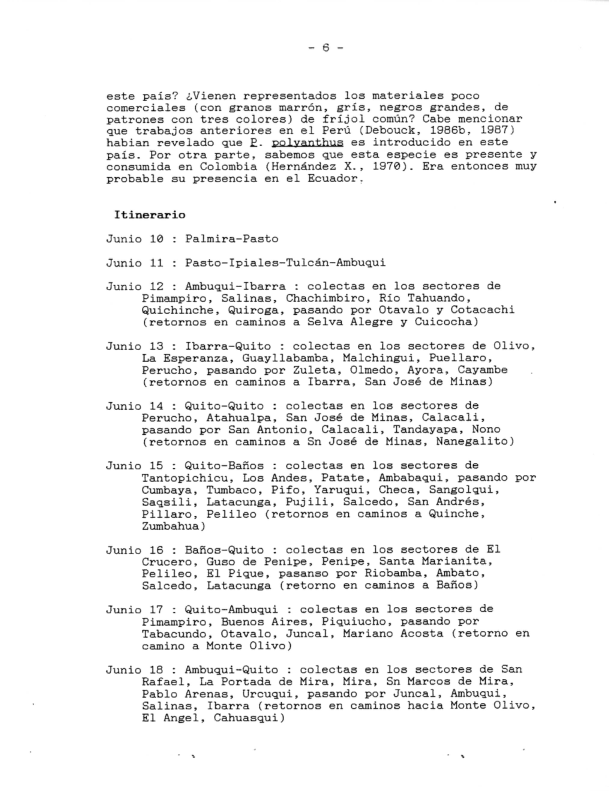 - 6 -
este país? ¿Vienen representados los materiales poco
comerciales (con granos marrón, grís, negros grandes, de
patrones con tres colores) de fríjol común? Cabe mencionar
que trabajos anteriores en el Perú (Debouck, 1986b, 1987)
habian revelado que P. polyanthus es introducido en este
país. Por otra parte, sabemos que esta especie es presente y
consumida en Colombia (Hernández X., 1970). Era entonces muy
probable su presencia en el Ecuador.
Itinerario
Junio 10 : Palmira-Pasto
Junio 11 : Pasto-Ipiales-Tulcán-Ambuqui
Junio 12 : Ambuqui-Ibarra : colectas en los sectores de
Pimampiro, Salinas, Chachimbiro, Río Tahuando,
Quichinche, Quiroga, pasando por Otavalo y Cotacachi
(retornos en caminos a Selva Alegre y Cuicocha)
Junio 13 : Ibarra-Quito : colectas en los sectores de Olivo,
La Esperanza, Guayllabamba, Malchingui, Puellaro,
Perucho, pasando por Zuleta, Olmedo, Ayora, Cayambe
(retornos en caminos a Ibarra, San José de Minas)
Junio 14 : Quito-Quito : colectas en los sectores de
Perucho, Atahualpa, San José de Minas, Calacali,
pasando por San Antonio, Calacali, Tandayapa, Nono
(retornos en caminos a Sn José de Minas, Nanegalito)
Junio 15 : Quito-Baños : colectas en los sectores de
Tantopichicu, Los Andes, Patate, Ambabaqui, pasando por
Cumbaya, Tumbaco, Pifo, Yaruqui, Checa, Sangolqui,
Saqsili, Latacunga, Pujili, Salcedo, San Andrés,
Pillaro, Pelileo (retornos en caminos a Quinche,
Zumbahua)
Junio 16 : Baños-Quito : colectas en los sectores de El
Crucero, Guso de Penipe, Penipe, Santa Marianita,
Pelileo, El Pique, pasanso por Riobamba, Ambato,
Salcedo, Latacunga (retorno en caminos a Baños)
Junio 17 : Quito-Ambuqui : colectas en los sectores de
Pimampiro, Buenos Aires, Piquiucho, pasando por
Tabacundo, Otavalo, Juncal, Mariano Acosta (retorno en
camino a Monte Olivo)
Junio 18 : Ambuqui-Quito : colectas en los sectores de San
Rafael, La Portada de Mira, Mira, Sn Marcos de Mira,
Pablo Arenas, Urcuqui, pasando por Juncal, Ambuqui,
Salinas, Ibarra (retornos en caminos hacia Monte Olivo,
El Angel, Cahuasqui)